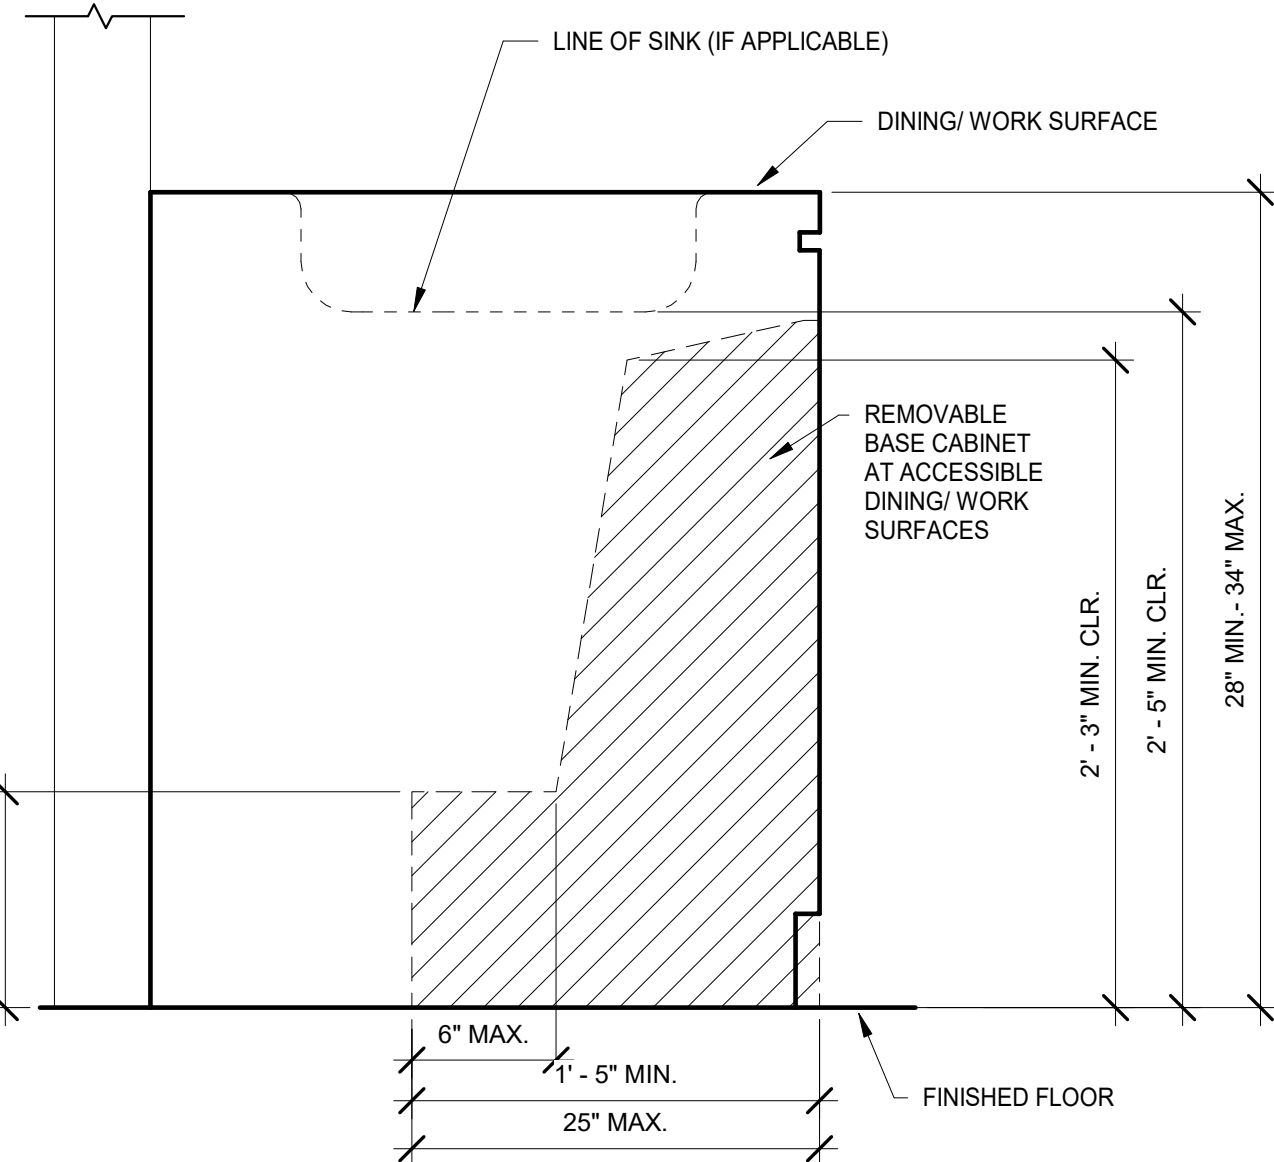 LINE OF SINK (IF APPLICABLE)
DINING/ WORK SURFACE
REMOVABLE
BASE CABINET
AT ACCESSIBLE
DINING/ WORK
SURFACES
2' - 3" MIN. CLR.
2' - 5" MIN. CLR.
28" MIN.- 34" MAX.
6" MAX.
1' - 5" MIN.
25" MAX.
FINISHED FLOOR